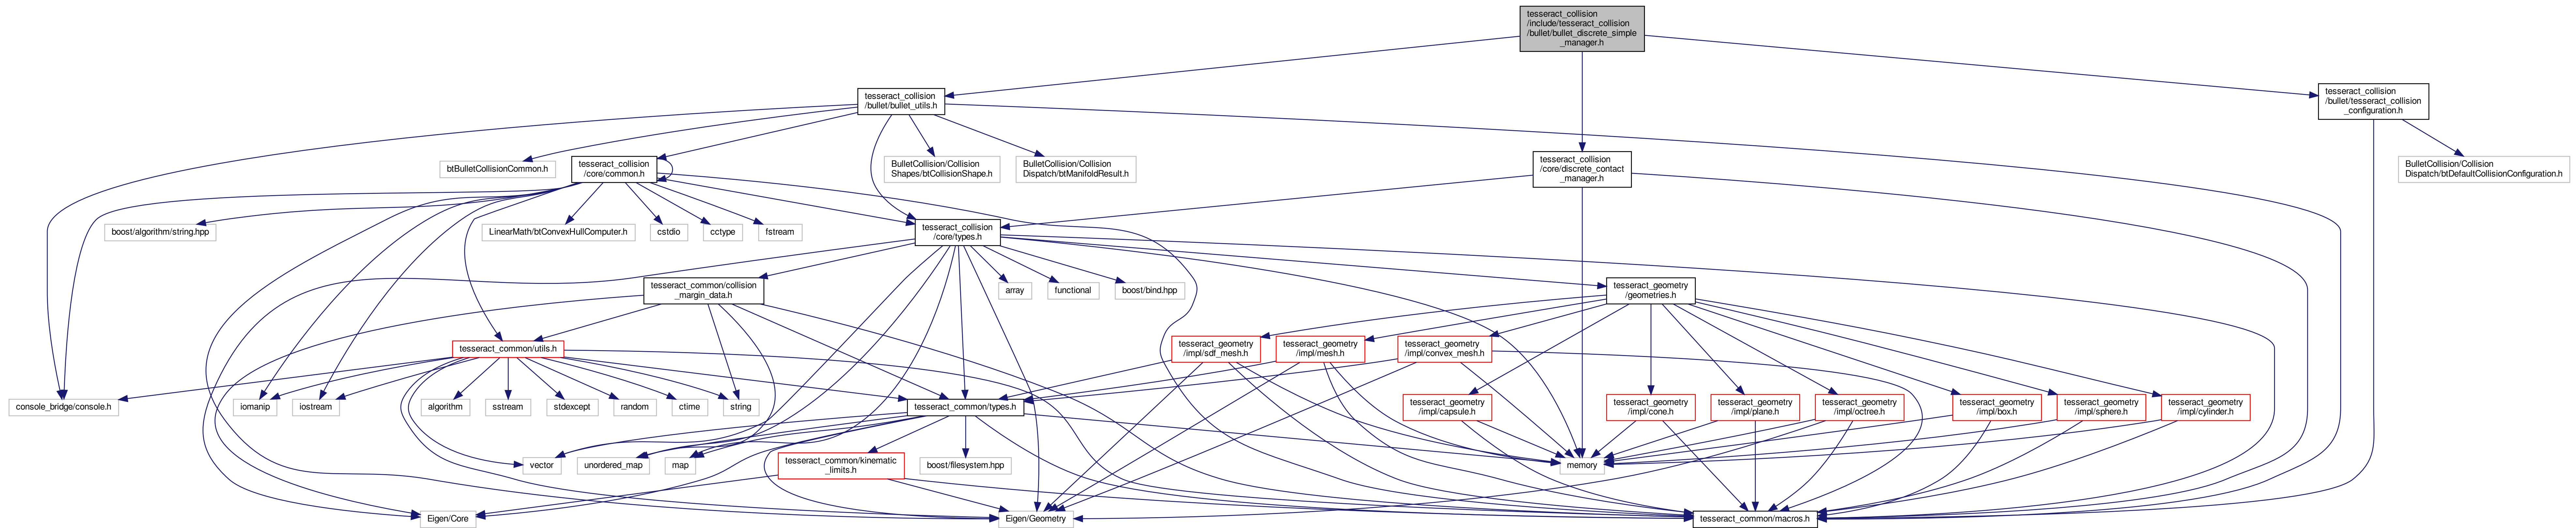 tesseract_collision
/include/tesseract_collision
/bullet/bullet_discrete_simple
_manager.h
tesseract_collision
/bullet/bullet_utils.h
tesseract_collision
/bullet/tesseract_collision
_configuration.h
btBulletCollisionCommon.h
tesseract_collision
/core/common.h
BulletCollision/Collision
Shapes/btCollisionShape.h
BulletCollision/Collision
Dispatch/btManifoldResult.h
tesseract_collision
/core/discrete_contact
_manager.h
BulletCollision/Collision
Dispatch/btDefaultCollisionConfiguration.h
boost/algorithm/string.hpp
LinearMath/btConvexHullComputer.h
cstdio
cctype
fstream
tesseract_collision
/core/types.h
tesseract_common/collision
_margin_data.h
array
functional
boost/bind.hpp
tesseract_geometry
/geometries.h
tesseract_common/utils.h
tesseract_geometry
/impl/sdf_mesh.h
tesseract_geometry
/impl/mesh.h
tesseract_geometry
/impl/convex_mesh.h
console_bridge/console.h
iomanip
iostream
algorithm
sstream
stdexcept
random
ctime
string
tesseract_common/types.h
tesseract_geometry
/impl/capsule.h
tesseract_geometry
/impl/cone.h
tesseract_geometry
/impl/plane.h
tesseract_geometry
/impl/octree.h
tesseract_geometry
/impl/box.h
tesseract_geometry
/impl/sphere.h
tesseract_geometry
/impl/cylinder.h
vector
unordered_map
map
tesseract_common/kinematic
_limits.h
boost/filesystem.hpp
memory
Eigen/Core
Eigen/Geometry
tesseract_common/macros.h